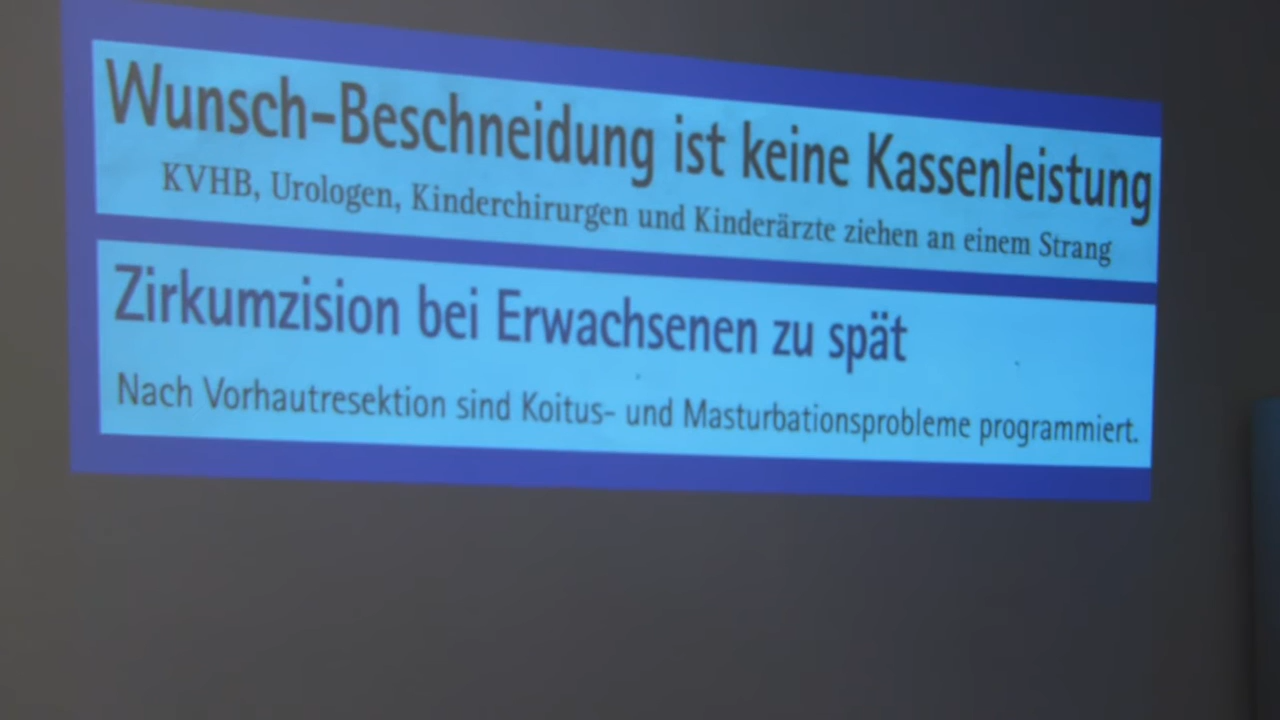 Wunsch-Beschneidung ist keine Kassenleistung
KVHB, Urologen, Kinderchirurgen und Kinderärzte ziehen an einem Strang
Zirkumzision bei Erwachsenen zu spät
Nach Vorhautresektion sind Koitus- und Masturbationsprobleme programmiert.